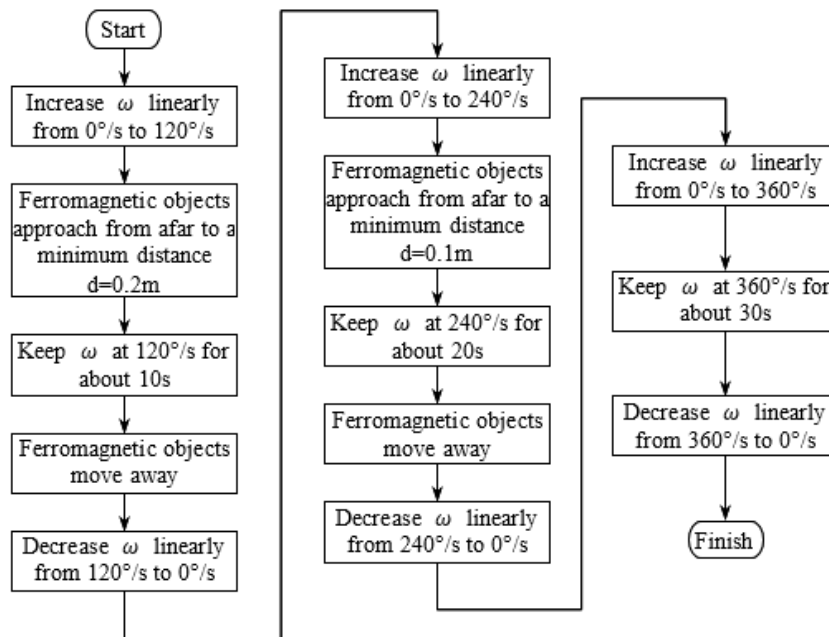 Start
Increase ω linearly
from 0°/s to 120°/s
Ferromagnetic objects
approach from afar to a
minimum distance
d=0.2m
Keep ω at 120°/s for
about 10s
Ferromagnetic objects
move away
Decrease ω linearly
from 120°/s to 0°/s
Increase ω linearly
from 0°/s to 240°/s
Ferromagnetic objects
approach from afar to a
minimum distance
d=0.1m
Keep ω at 240°/s for
about 20s
Ferromagnetic objects
move away
Decrease ω linearly
from 240°/s to 0°/s
Increase ω linearly
from 0°/s to 360°/s
Keep ω at 360°/s for
about 30s
Decrease ω linearly
from 360°/s to 0°/s
Finish